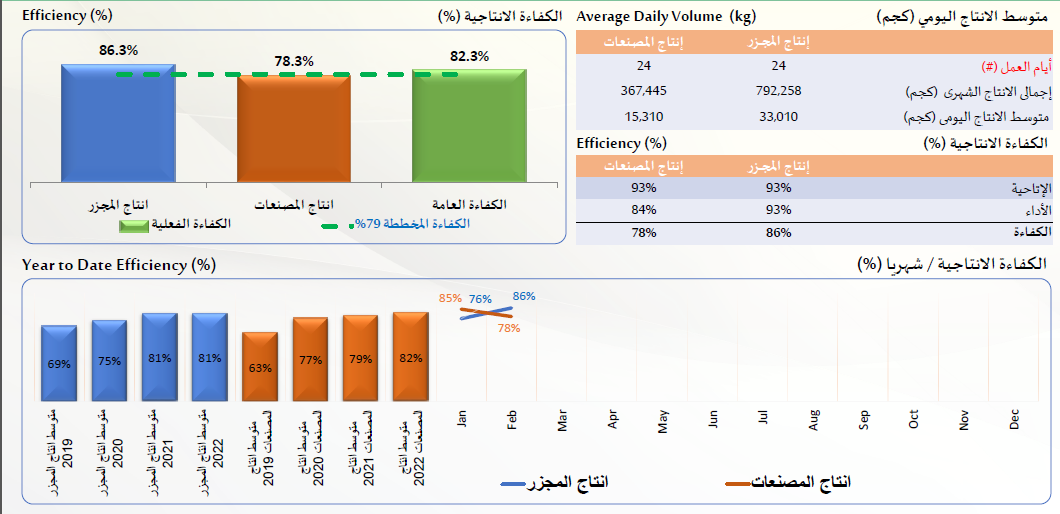 Efficiency (%) الكفاءة الانتاجية (%)
86.3% 78.3% 82.3%
انتاج المجزر انتاج المصنعات الكفاءة العامة
الكفاءة الفعلية الكفاءة المخططة 79%
Average Daily Volume (kg) متوسط الانتاج اليومي (كجم)
إنتاج المصنعات إنتاج المجزر
24 24 أيام العمل (#)
367,445 792,258 إجمالى الانتاج الشهرى (كجم)
15,310 33,010 متوسط الانتاج اليومى (كجم)
Efficiency (%) الكفاءة الانتاجية (%)
إنتاج المصنعات إنتاج المجزر
93% 93% الإتاحية
84% 93% الأداء
78% 86% الكفاءة
Year to Date Efficiency (%) الكفاءة الانتاجية / شهريا (%)
85% 76% 86%
78%
69% 75% 81% 81% 63% 77% 79% 82%
متوسط انتاج المجزر 2019
متوسط انتاج المجزر 2020
متوسط انتاج المجزر 2021
متوسط انتاج المجزر 2022
متوسط انتاج المصنعات 2019
متوسط انتاج المصنعات 2020
متوسط انتاج المصنعات 2021
متوسط انتاج المصنعات 2022
Jan Feb Mar Apr May Jun Jul Aug Sep Oct Nov Dec
انتاج المجزر انتاج المصنعات